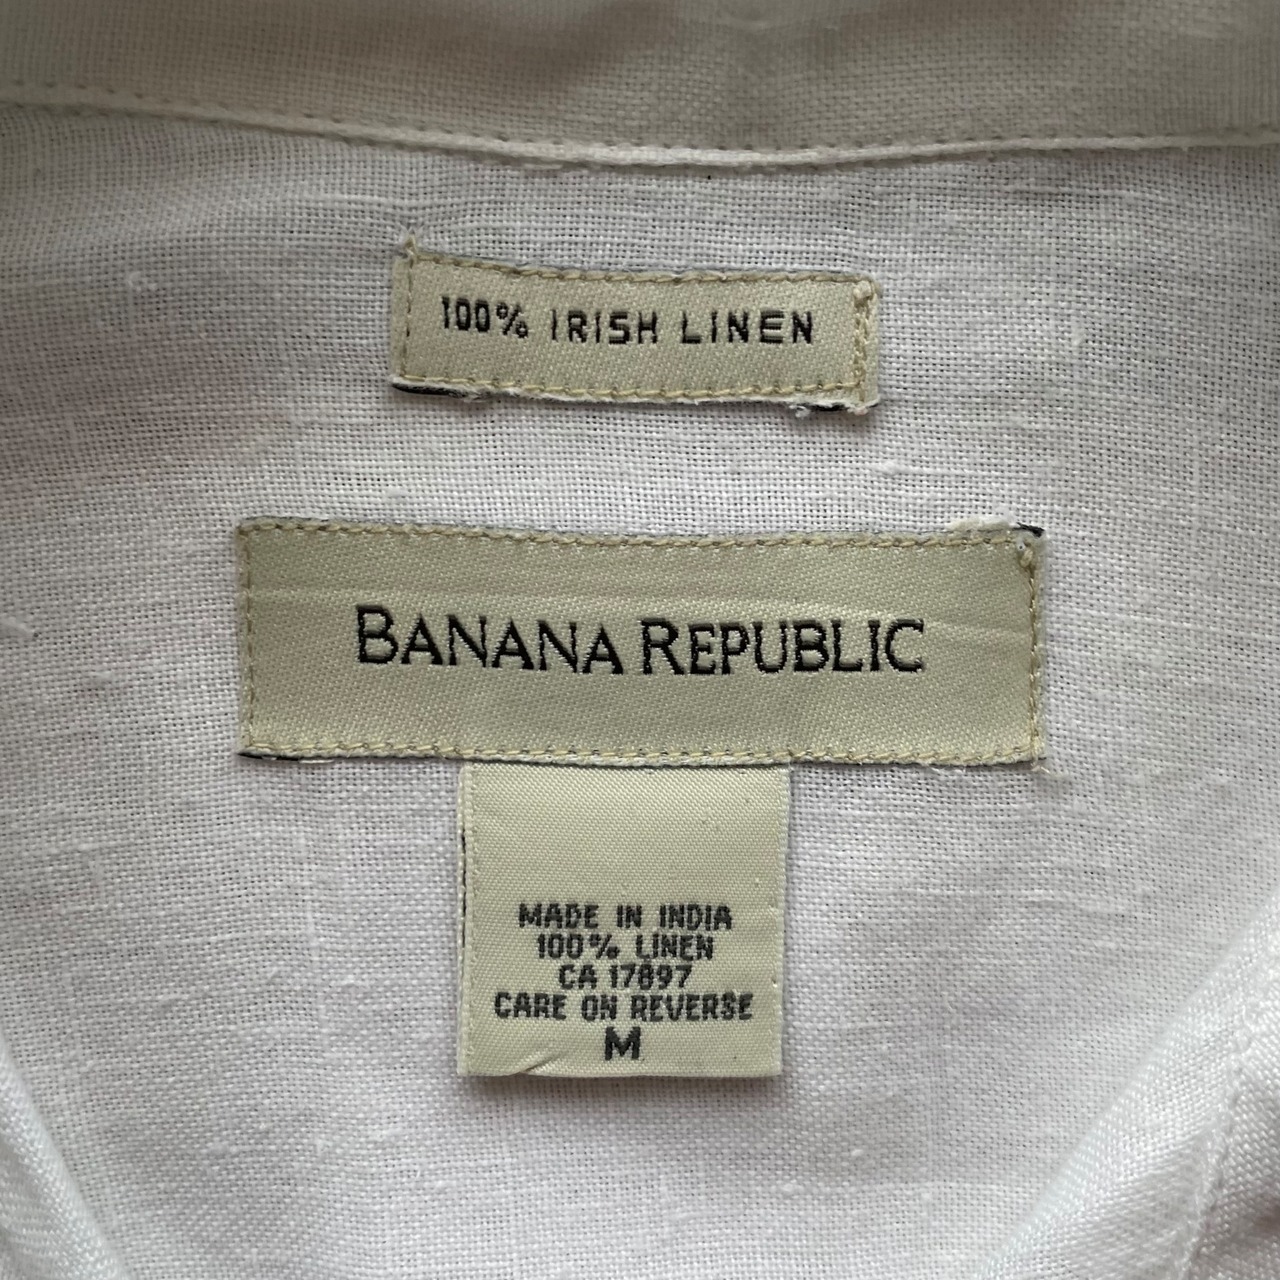 100% IRISH LINEN
BANANA REPUBLIC
MADE IN INDIA
100% LINEN
CA 17897
CARE ON REVERSE
M